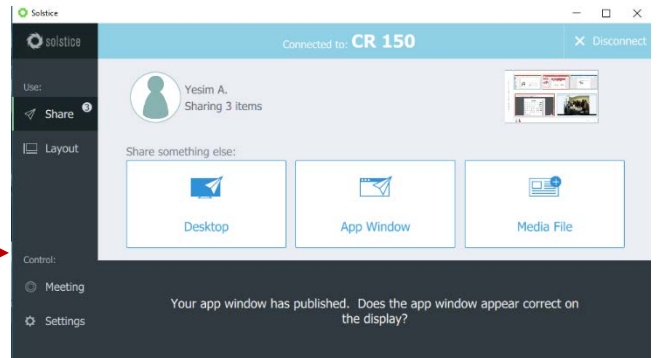 Solstice
solstice
Connected to: CR 150
Disconnect
Use:
Share 3
Layout
Yesim A.
Sharing 3 items
Share something else:
Desktop
App Window
Media File
Control:
Meeting
Settings
Your app window has published. Does the app window appear correct on
the display?